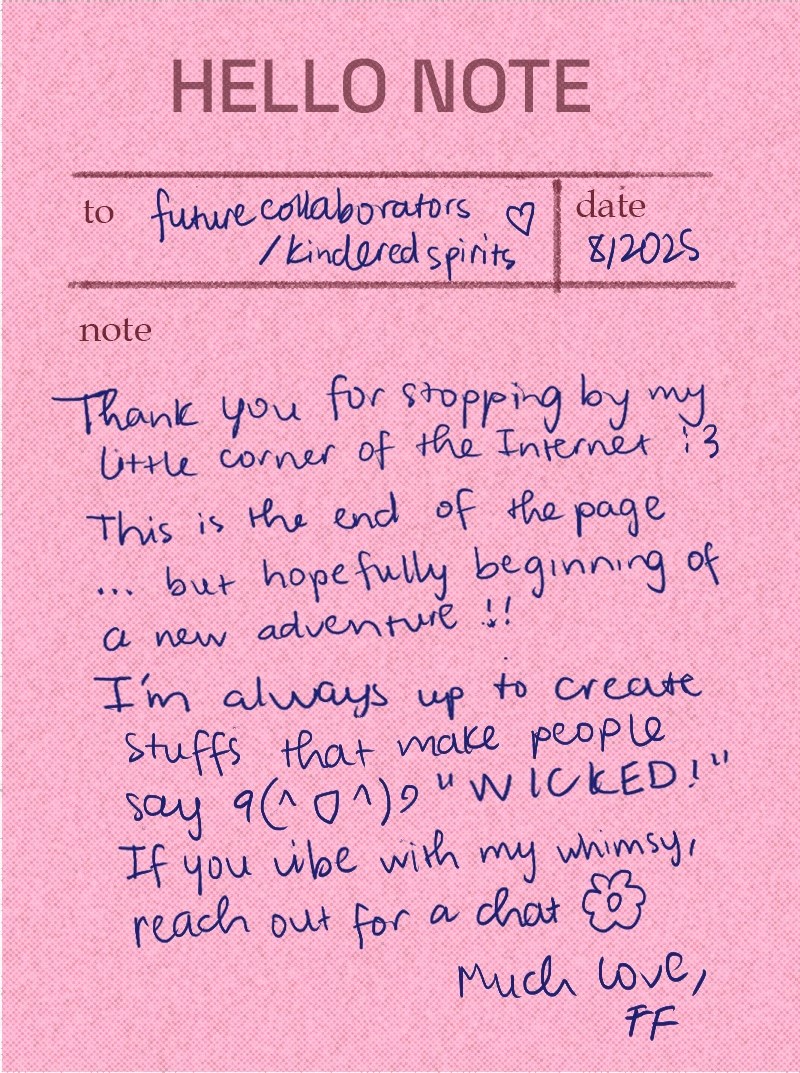 HELLO NOTE
to future collaborators ♡
/kindered spirits
date
8/2025
note
Thank you for stopping by my
little corner of the Internet :3
This is the end of the page
... but hopefully beginning of
a new adventure !!
I'm always up to create
stuffs that make people
say 9(^ ▽ ^)9 "WICKED!"
If you vibe with my whimsy,
reach out for a chat
Much love,
FF